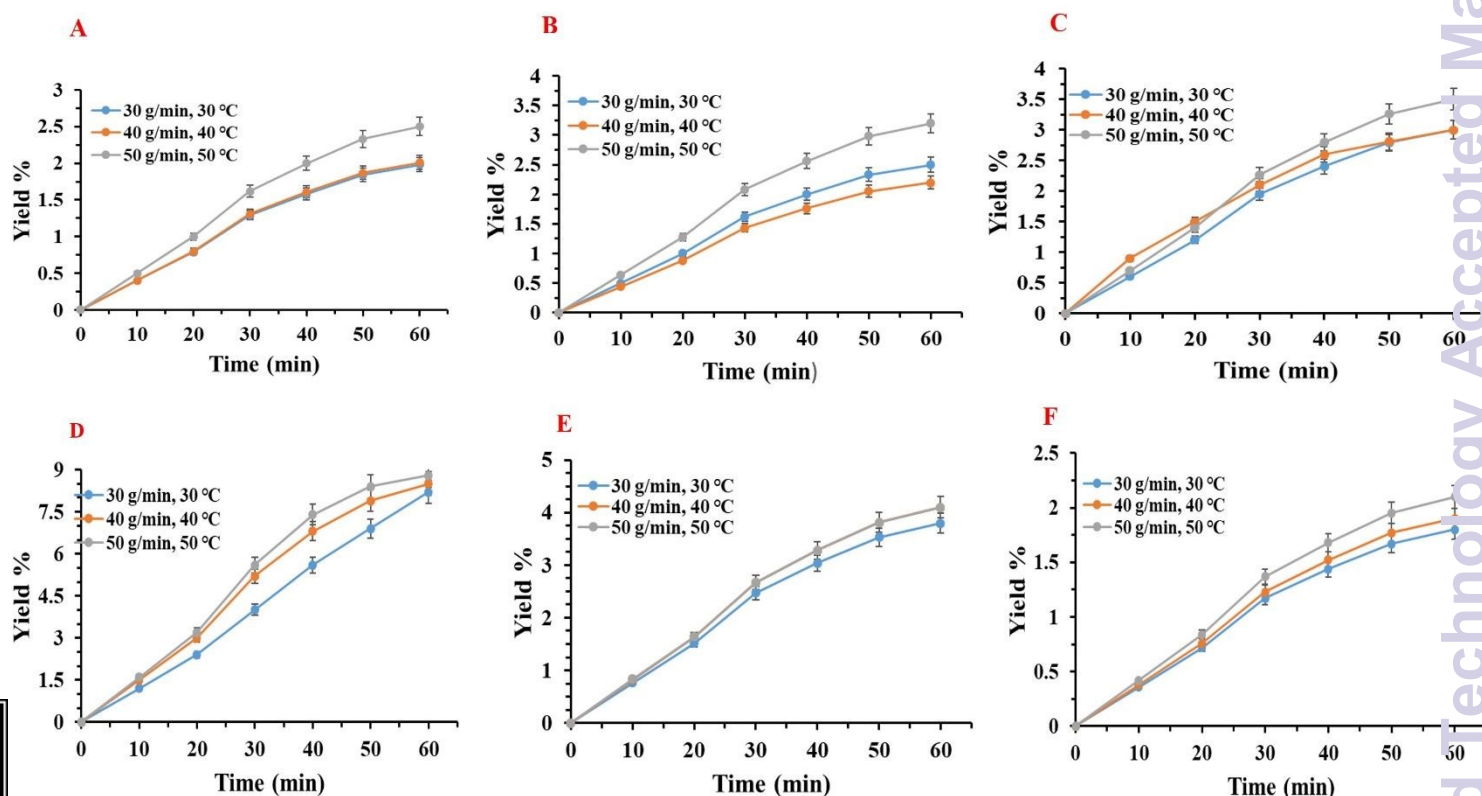 A
3
2.5
2
1.5
1
0.5
0
30 g/min, 30 °C
40 g/min, 40 °C
50 g/min, 50 °C
Yield %
0 10 20 30 40 50 60
Time (min)
B
4
3.5
3
2.5
2
1.5
1
0.5
0
30 g/min, 30 °C
40 g/min, 40 °C
50 g/min, 50 °C
Yield %
0 10 20 30 40 50 60
Time (min)
C
4
3.5
3
2.5
2
1.5
1
0.5
0
30 g/min, 30 °C
40 g/min, 40 °C
50 g/min, 50 °C
Yield %
0 10 20 30 40 50 60
Time (min)
D
9
7.5
6
4.5
3
1.5
0
30 g/min, 30 °C
40 g/min, 40 °C
50 g/min, 50 °C
Yield %
0 10 20 30 40 50 60
Time (min)
E
5
4
3
2
1
0
30 g/min, 30 °C
40 g/min, 40 °C
50 g/min, 50 °C
Yield %
0 10 20 30 40 50 60
Time (min)
F
2.5
2
1.5
1
0.5
0
30 g/min, 30 °C
40 g/min, 40 °C
50 g/min, 50 °C
Yield %
0 10 20 30 40 50 60
Time (min)
d Technology Accepted Ma